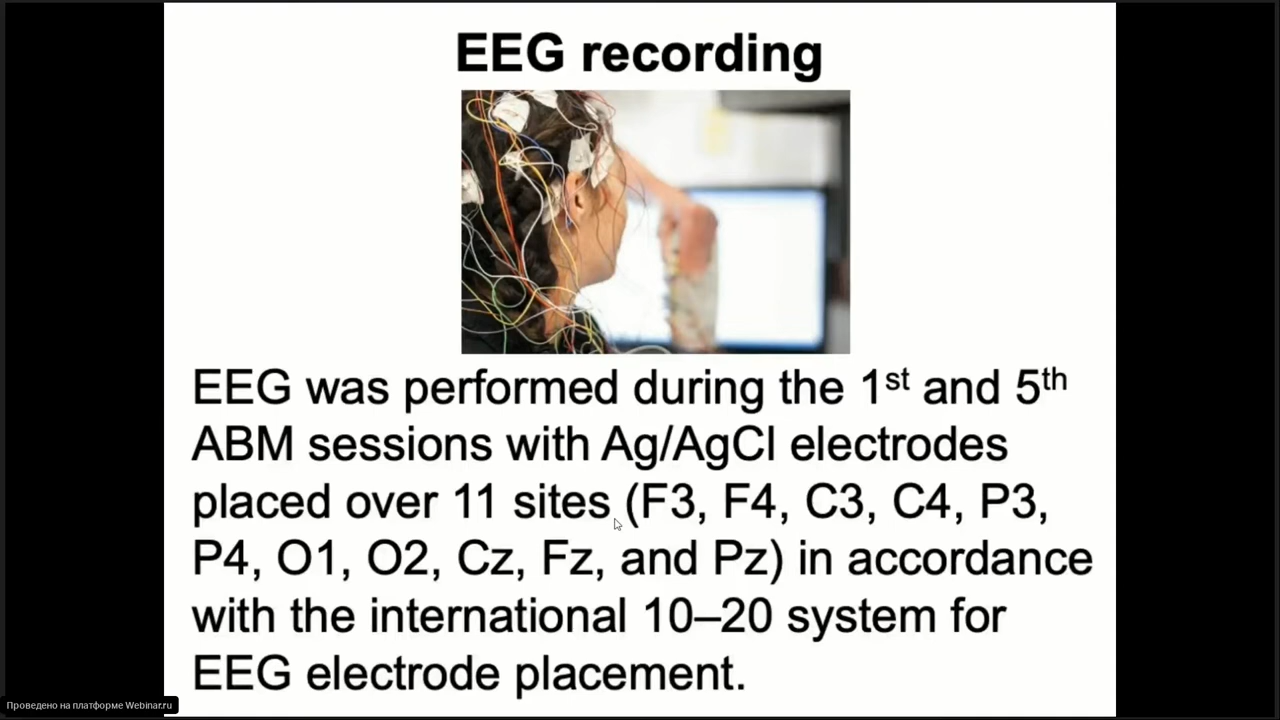 EEG recording
EEG was performed during the 1st and 5th
ABM sessions with Ag/AgCl electrodes
placed over 11 sites (F3, F4, C3, C4, P3,
P4, O1, O2, Cz, Fz, and Pz) in accordance
with the international 10–20 system for
EEG electrode placement.
Проведено на платформе Webinar.ru